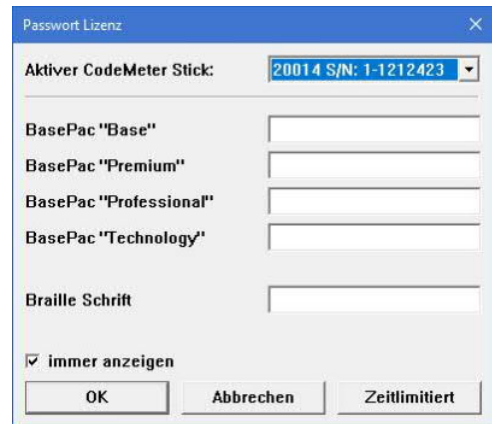 Passwort Lizenz
Aktiver CodeMeter Stick: 20014 S/N: 1-1212423
BasePac "Base"
BasePac "Premium"
BasePac "Professional"
BasePac "Technology"
Braille Schrift
immer anzeigen
OK Abbrechen Zeitlimitiert